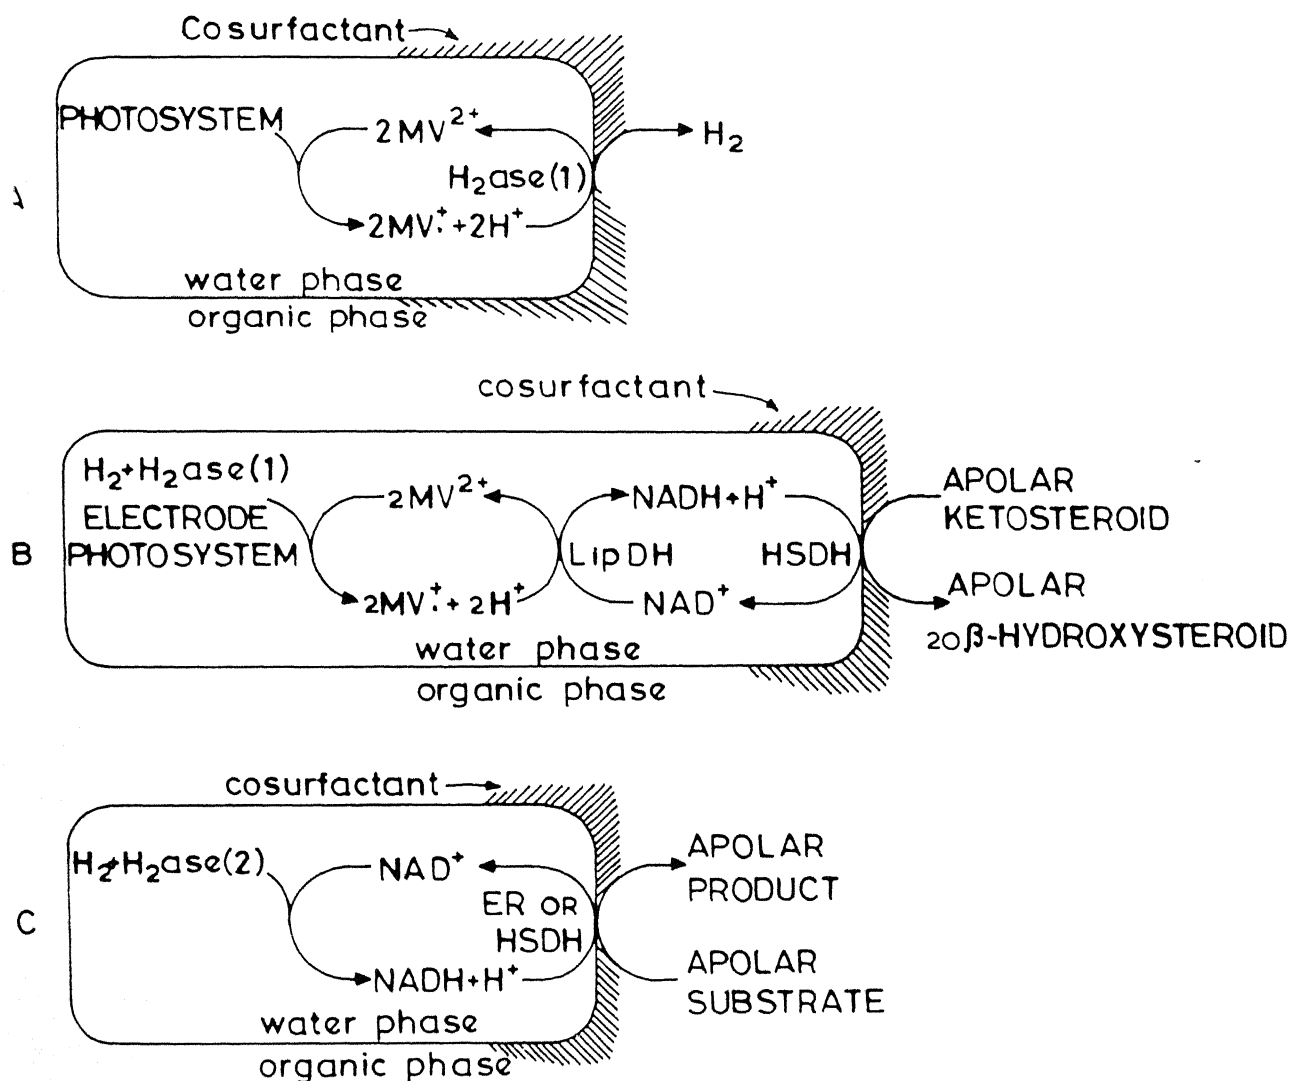 Cosurfactant
PHOTOSYSTEM
2MV²⁺
H₂
H₂ase(1)
2MV⁺· + 2H⁺
water phase
organic phase
cosurfactant
B
H₂+H₂ase(1)
ELECTRODE
PHOTOSYSTEM
2MV²⁺
NADH+H⁺
APOLAR
KETOSTEROID
LipDH
HSDH
2MV⁺· + 2H⁺
NAD⁺
APOLAR
20β-HYDROXYSTEROID
water phase
organic phase
cosurfactant
C
H₂+H₂ase(2)
NAD⁺
APOLAR
PRODUCT
ER OR
HSDH
NADH+H⁺
APOLAR
SUBSTRATE
water phase
organic phase